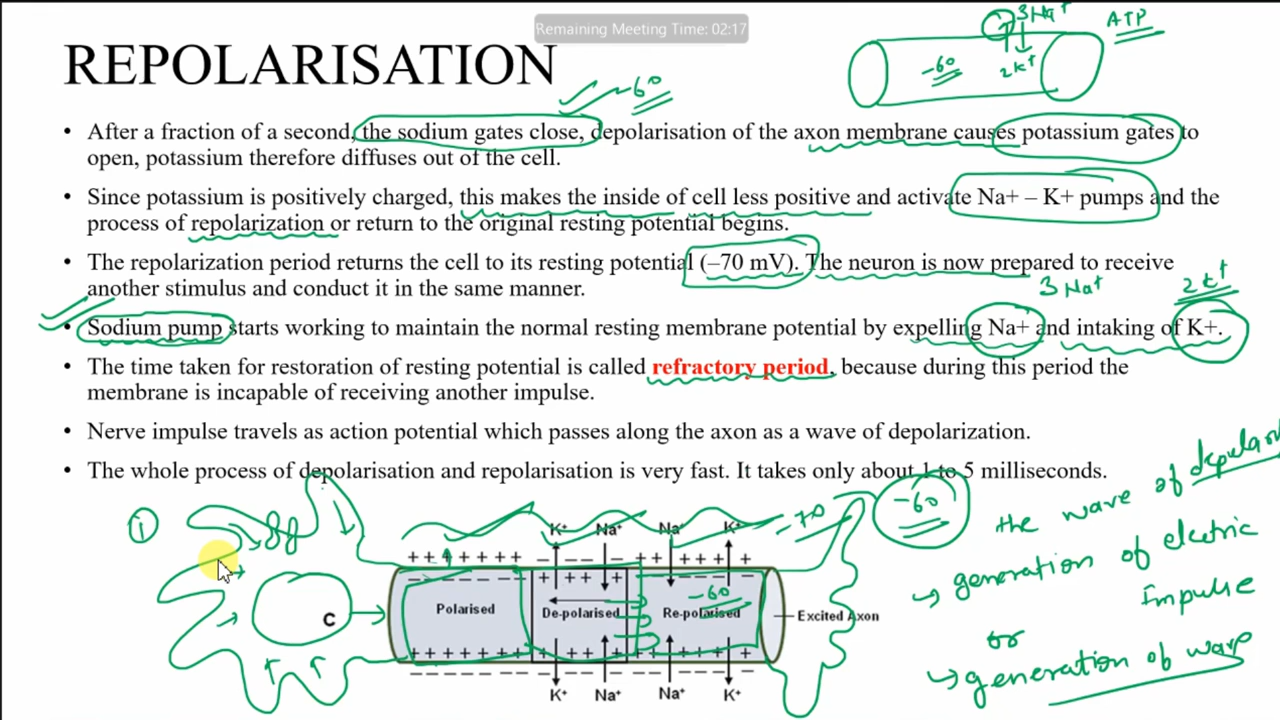 Remaining Meeting Time: 02:17
REPOLARISATION
-60
3Na⁺
ATP
-60
2K⁺
• After a fraction of a second, the sodium gates close, depolarisation of the axon membrane causes potassium gates to
open, potassium therefore diffuses out of the cell.
• Since potassium is positively charged, this makes the inside of cell less positive and activate Na+ – K+ pumps and the
process of repolarization or return to the original resting potential begins.
• The repolarization period returns the cell to its resting potential (–70 mV). The neuron is now prepared to receive
another stimulus and conduct it in the same manner.
3 Na⁺
2 K⁺
• Sodium pump starts working to maintain the normal resting membrane potential by expelling Na+ and intaking of K+.
• The time taken for restoration of resting potential is called refractory period, because during this period the
membrane is incapable of receiving another impulse.
• Nerve impulse travels as action potential which passes along the axon as a wave of depolarization.
• The whole process of depolarisation and repolarisation is very fast. It takes only about 1 to 5 milliseconds.
1
K⁺ Na⁺ Na⁺ K⁺
-70
-60
+ + + + + + + – – – – + + + + +
– – – – – – – + + + + – – – – –
Polarised De-polarised Re-polarised
-60
C
Excited Axon
+ + + + + + + + + + + + +
– – – – – – – – – –
K⁺ Na⁺ Na⁺ K⁺
the wave of
generation of electric
Impulse
or
generation of wave